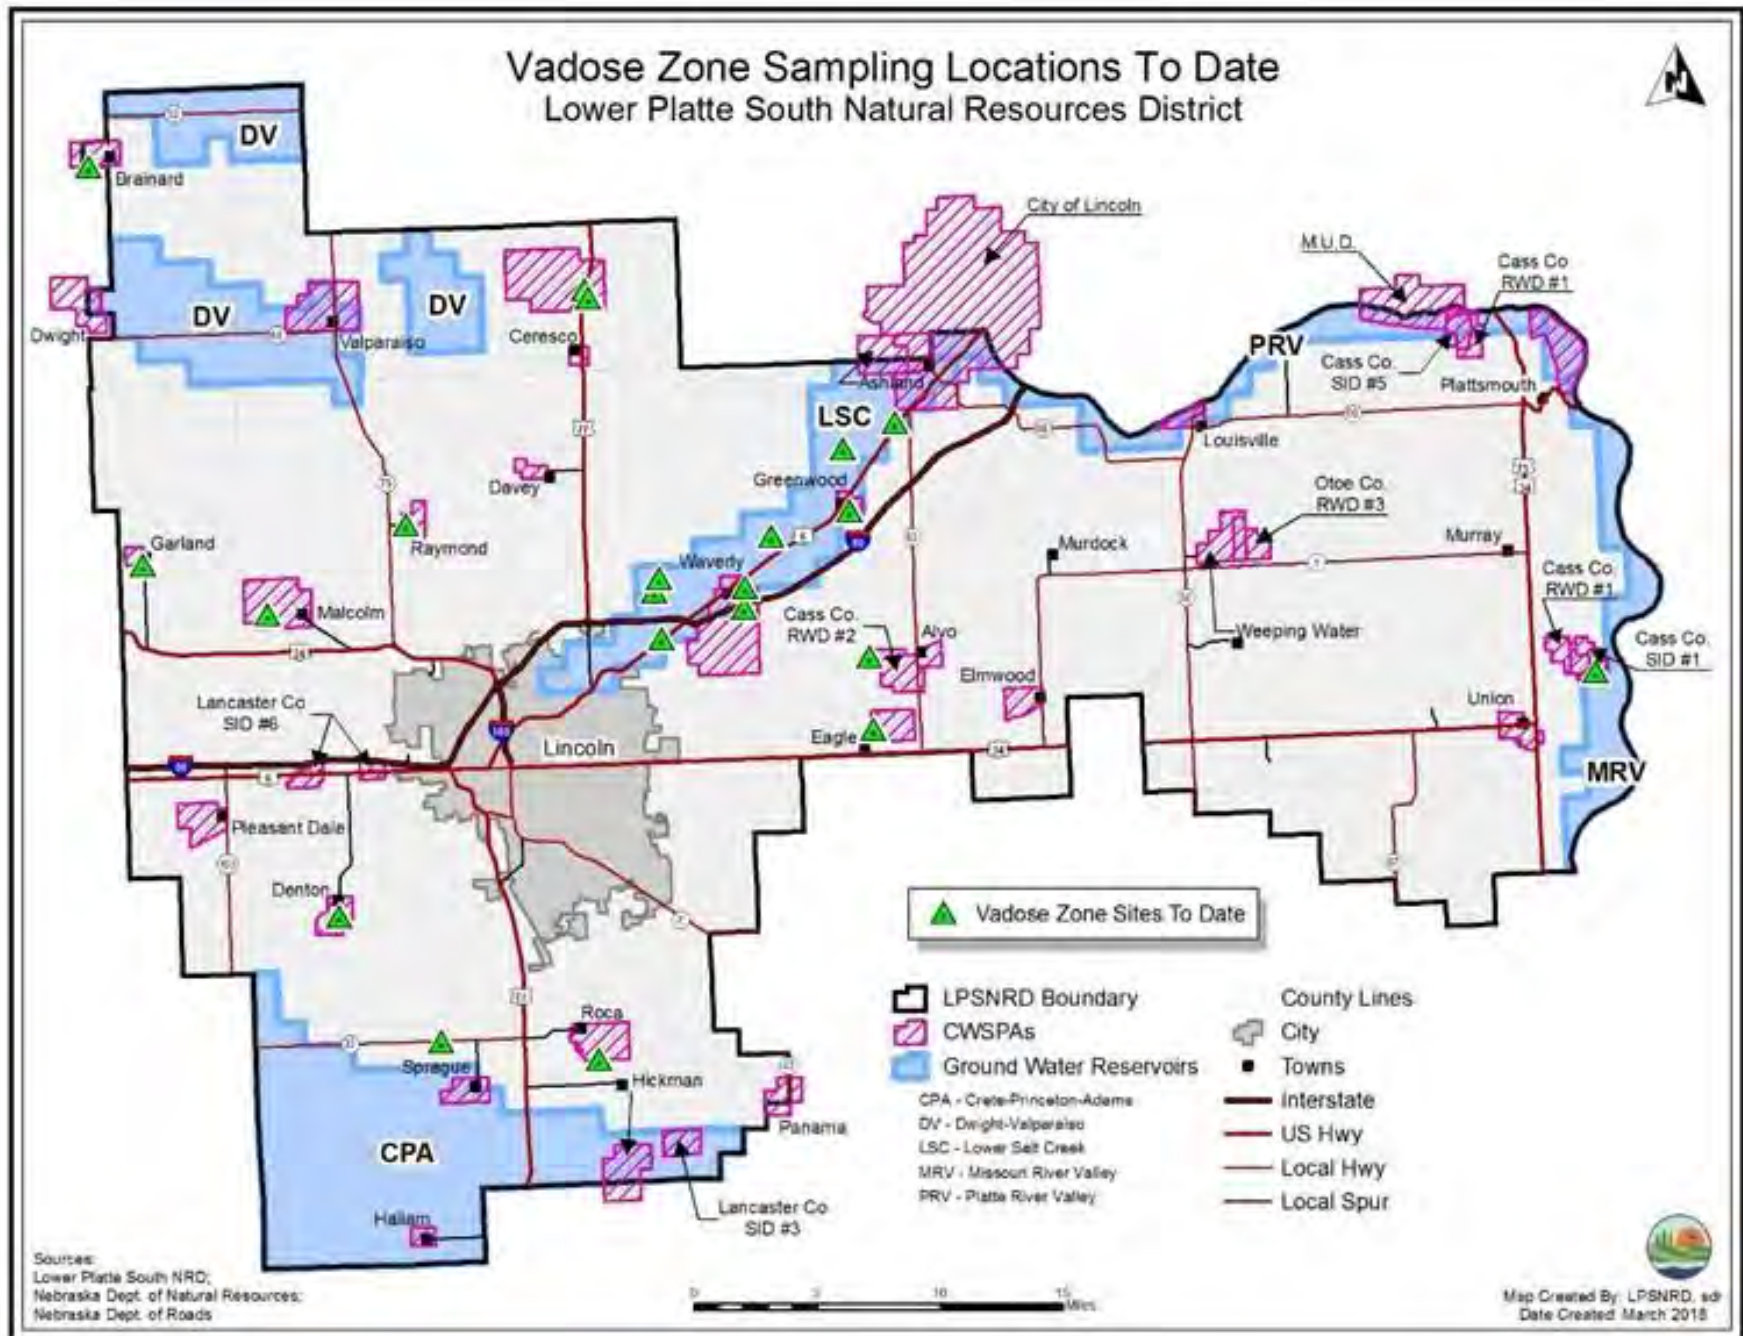 Vadose Zone Sampling Locations To Date
Lower Platte South Natural Resources District
N
DV
Brainard
City of Lincoln
M.U.D.
Cass Co
RWD #1
Dwight
DV
Valparaiso
DV
Ceresco
Ashland
PRV
Cass Co.
SID #5
Plattsmouth
LSC
Louisville
Davey
Greenwood
Otoe Co.
RWD #3
Garland
Raymond
Waverly
Murdock
Murray
Cass Co.
RWD #1
Malcolm
Cass Co.
RWD #2
Alvo
Weeping Water
Cass Co.
SID #1
Elmwood
Union
Lancaster Co
SID #6
Lincoln
Eagle
MRV
Pleasant Dale
Denton
Vadose Zone Sites To Date
Roca
Sprague
Hickman
Panama
CPA
Hallam
Lancaster Co
SID #3
LPSNRD Boundary
CWSPAs
Ground Water Reservoirs
CPA - Crete-Princeton-Adams
DV - Dwight-Valparaiso
LSC - Lower Salt Creek
MRV - Missouri River Valley
PRV - Platte River Valley
County Lines
City
Towns
Interstate
US Hwy
Local Hwy
Local Spur
Sources:
Lower Platte South NRD;
Nebraska Dept. of Natural Resources;
Nebraska Dept. of Roads
0 5 10 15
Miles
Map Created By: LPSNRD, sdr
Date Created: March 2018